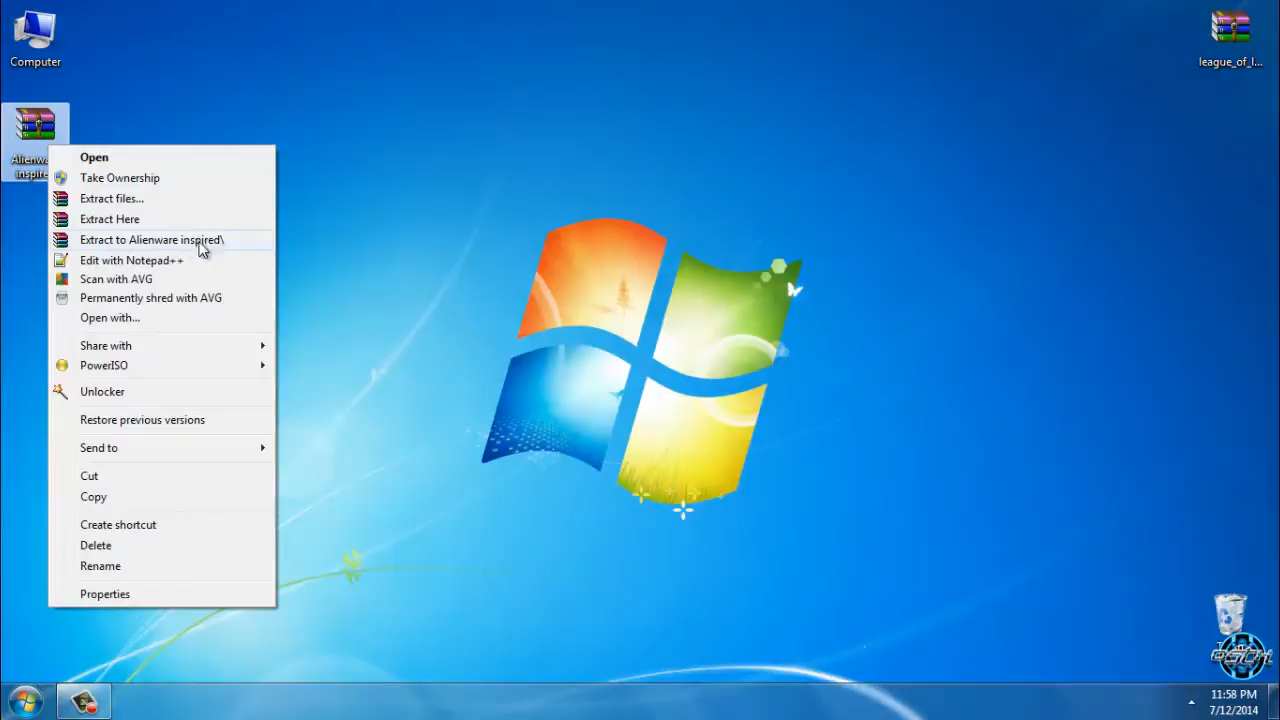 Computer
league_of_l...
Open
Take Ownership
Extract files...
Extract Here
Extract to Alienware inspired\
Edit with Notepad++
Scan with AVG
Permanently shred with AVG
Open with...
Share with
PowerISO
Unlocker
Restore previous versions
Send to
Cut
Copy
Create shortcut
Delete
Rename
Properties
11:58 PM
7/12/2014